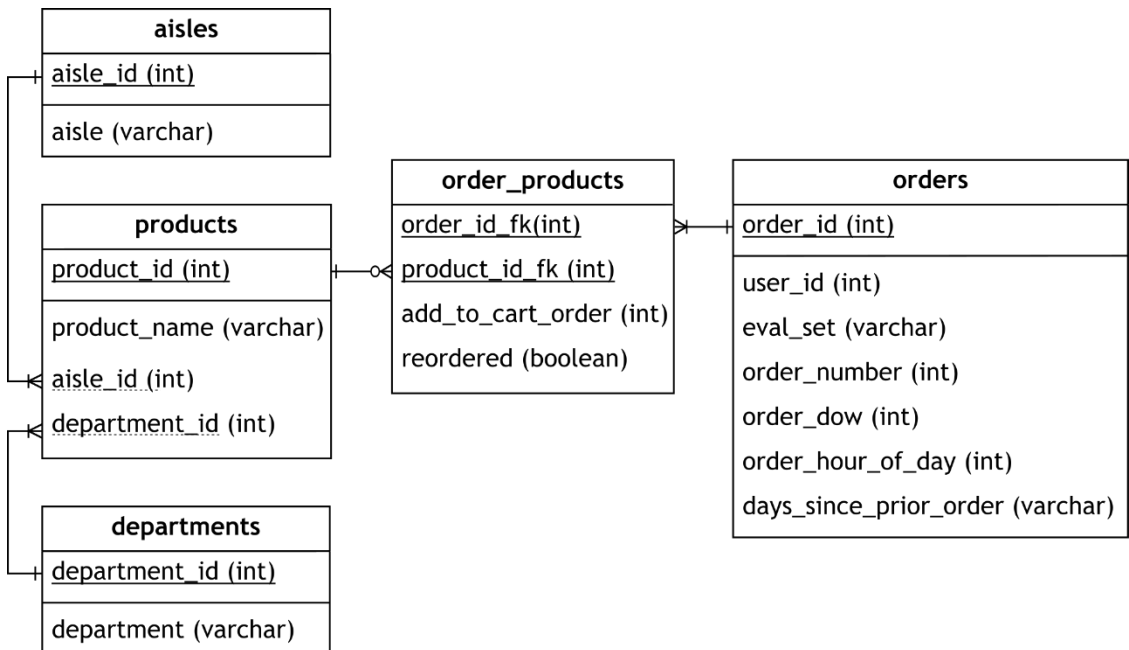 aisles
aisle_id (int)
aisle (varchar)
products
product_id (int)
product_name (varchar)
aisle_id (int)
department_id (int)
departments
department_id (int)
department (varchar)
order_products
order_id_fk(int)
product_id_fk (int)
add_to_cart_order (int)
reordered (boolean)
orders
order_id (int)
user_id (int)
eval_set (varchar)
order_number (int)
order_dow (int)
order_hour_of_day (int)
days_since_prior_order (varchar)